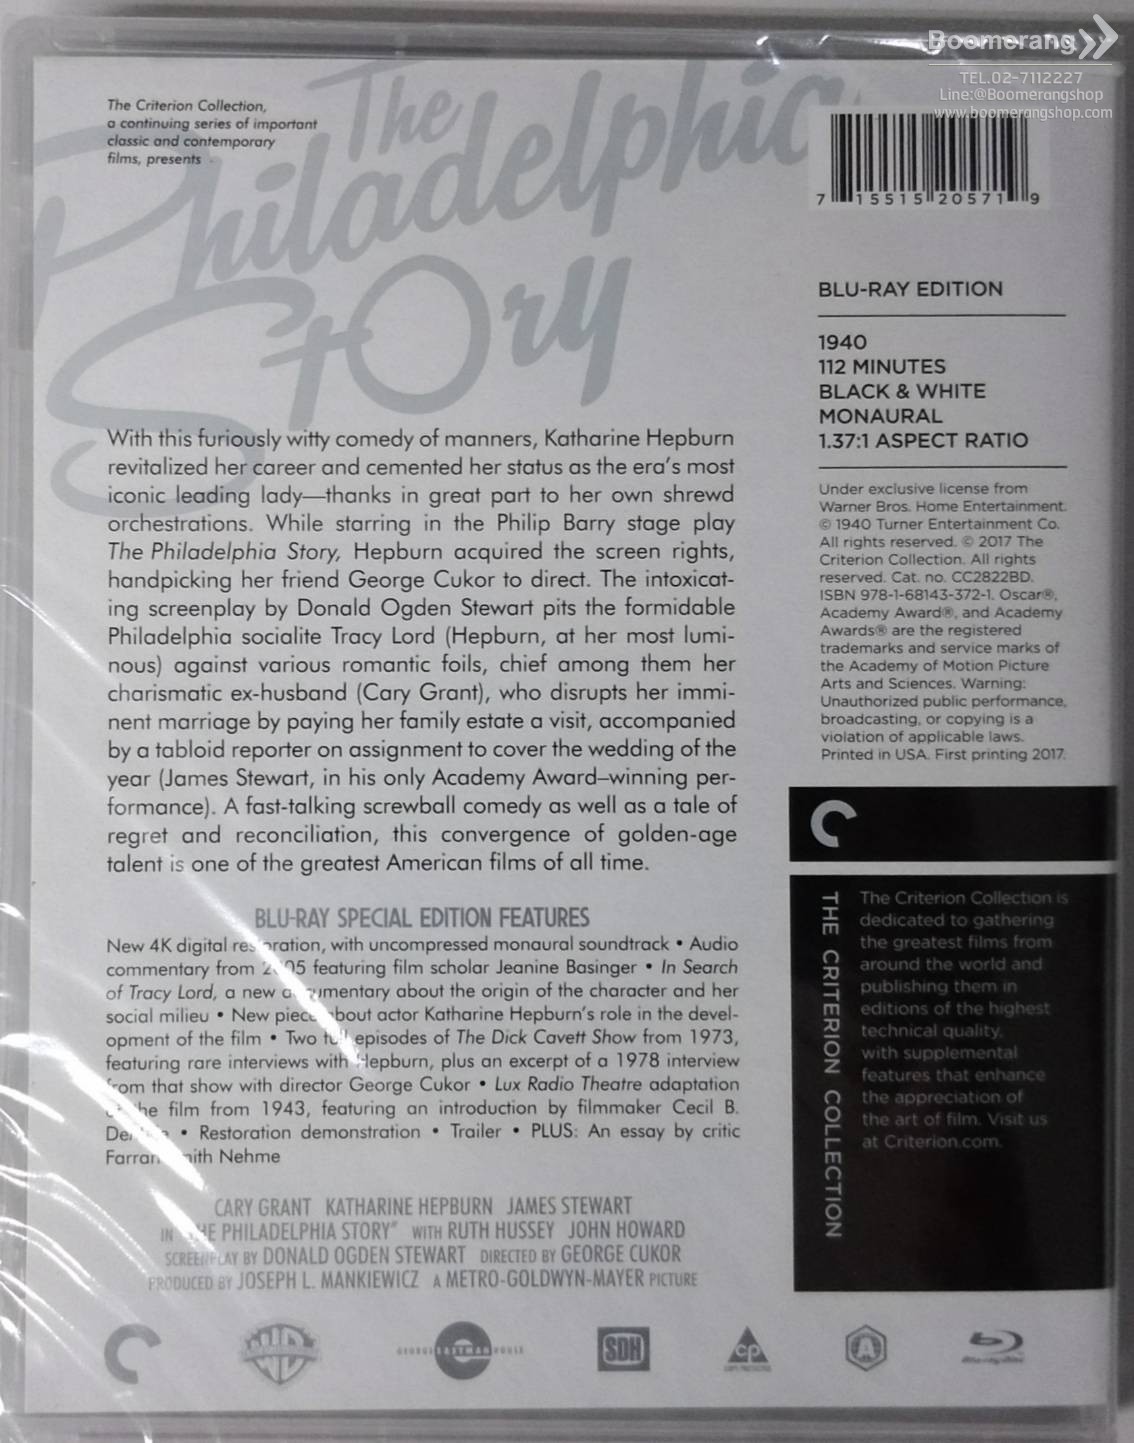 Boomerang
TEL.02-7112227
Line:@Boomerangshop
www.boomerangshop.com
The Criterion Collection,
a continuing series of important
classic and contemporary
films, presents
The
Philadelphia
Story
7 15515 20571 9
With this furiously witty comedy of manners, Katharine Hepburn
revitalized her career and cemented her status as the era's most
iconic leading lady—thanks in great part to her own shrewd
orchestrations. While starring in the Philip Barry stage play
The Philadelphia Story, Hepburn acquired the screen rights,
handpicking her friend George Cukor to direct. The intoxicat-
ing screenplay by Donald Ogden Stewart pits the formidable
Philadelphia socialite Tracy Lord (Hepburn, at her most lumi-
nous) against various romantic foils, chief among them her
charismatic ex-husband (Cary Grant), who disrupts her immi-
nent marriage by paying her family estate a visit, accompanied
by a tabloid reporter on assignment to cover the wedding of the
year (James Stewart, in his only Academy Award–winning per-
formance). A fast-talking screwball comedy as well as a tale of
regret and reconciliation, this convergence of golden-age
talent is one of the greatest American films of all time.
BLU-RAY SPECIAL EDITION FEATURES
New 4K digital restoration, with uncompressed monaural soundtrack • Audio
commentary from 2005 featuring film scholar Jeanine Basinger • In Search
of Tracy Lord, a new documentary about the origin of the character and her
social milieu • New piece about actor Katharine Hepburn's role in the devel-
opment of the film • Two full episodes of The Dick Cavett Show from 1973,
featuring rare interviews with Hepburn, plus an excerpt of a 1978 interview
from that show with director George Cukor • Lux Radio Theatre adaptation
of the film from 1943, featuring an introduction by filmmaker Cecil B.
DeMille • Restoration demonstration • Trailer • PLUS: An essay by critic
Farran Smith Nehme
CARY GRANT KATHARINE HEPBURN JAMES STEWART
IN "THE PHILADELPHIA STORY" WITH RUTH HUSSEY JOHN HOWARD
SCREENPLAY BY DONALD OGDEN STEWART DIRECTED BY GEORGE CUKOR
PRODUCED BY JOSEPH L. MANKIEWICZ A METRO-GOLDWYN-MAYER PICTURE
BLU-RAY EDITION
1940
112 MINUTES
BLACK & WHITE
MONAURAL
1.37:1 ASPECT RATIO
Under exclusive license from
Warner Bros. Home Entertainment.
© 1940 Turner Entertainment Co.
All rights reserved. © 2017 The
Criterion Collection. All rights
reserved. Cat. no. CC2822BD.
ISBN 978-1-68143-372-1. Oscar®,
Academy Award®, and Academy
Awards® are the registered
trademarks and service marks of
the Academy of Motion Picture
Arts and Sciences. Warning:
Unauthorized public performance,
broadcasting, or copying is a
violation of applicable laws.
Printed in USA. First printing 2017.
THE CRITERION COLLECTION
The Criterion Collection is
dedicated to gathering
the greatest films from
around the world and
publishing them in
editions of the highest
technical quality,
with supplemental
features that enhance
the appreciation of
the art of film. Visit us
at Criterion.com.
GEORGE EASTMAN HOUSE
SDH
cp
A